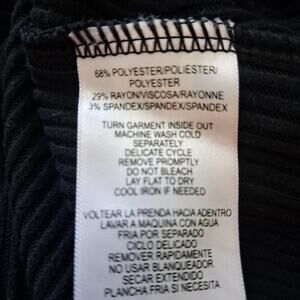 68% POLYESTER/POLIÉSTER/
POLYESTER
29% RAYON/VISCOSA/RAYONNE
3% SPANDEX/SPANDEX/SPANDEX
TURN GARMENT INSIDE OUT
MACHINE WASH COLD
SEPARATELY
DELICATE CYCLE
REMOVE PROMPTLY
DO NOT BLEACH
LAY FLAT TO DRY
COOL IRON IF NEEDED
VOLTEAR LA PRENDA HACIA ADENTRO
LAVAR A MAQUINA CON AGUA
FRIA POR SEPARADO
CICLO DELICADO
REMOVER RAPIDAMENTE
NO USAR BLANQUEADOR
SECAR EXTENDIDO
PLANCHA FRIA SI NECESITA